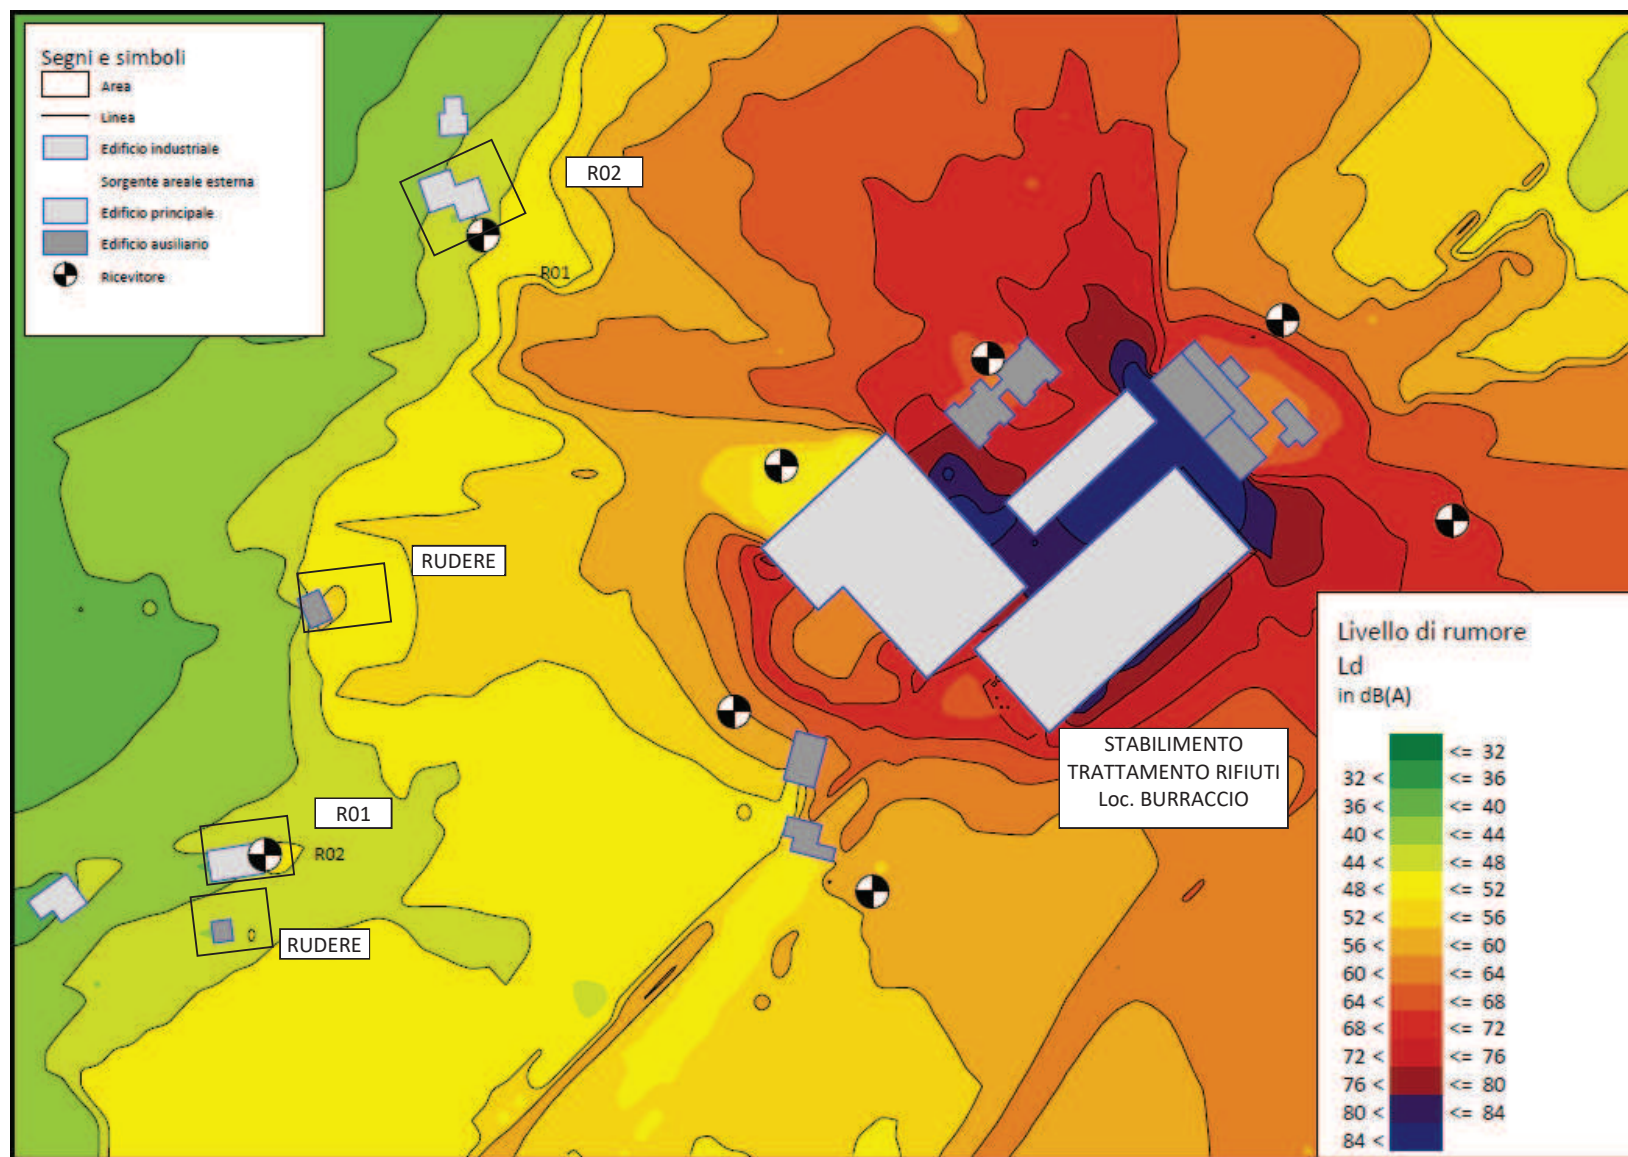 Segni e simboli
Area
Linea
Edificio industriale
Sorgente areale esterna
Edificio principale
Edificio ausiliario
Ricevitore
R02
R01
RUDERE
R01
R02
RUDERE
STABILIMENTO
TRATTAMENTO RIFIUTI
Loc. BURRACCIO
Livello di rumore
Ld
in dB(A)
<= 32
32 < <= 36
36 < <= 40
40 < <= 44
44 < <= 48
48 < <= 52
52 < <= 56
56 < <= 60
60 < <= 64
64 < <= 68
68 < <= 72
72 < <= 76
76 < <= 80
80 < <= 84
84 <